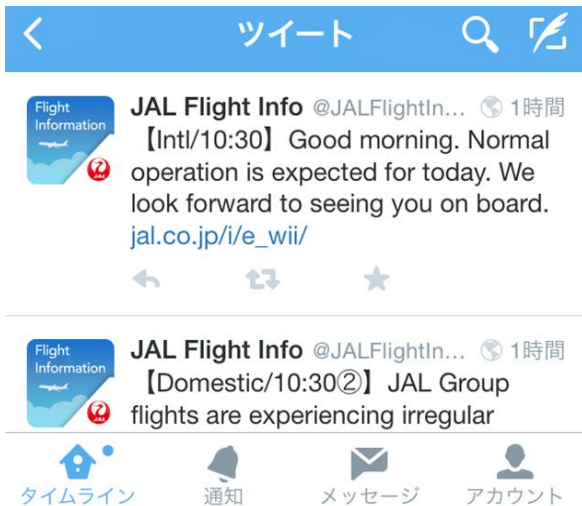 ツイート
Flight
Information
JAL
JAL Flight Info @JALFlightIn... 1時間
【Intl/10:30】Good morning. Normal
operation is expected for today. We
look forward to seeing you on board.
jal.co.jp/i/e_wii/
Flight
Information
JAL
JAL Flight Info @JALFlightIn... 1時間
【Domestic/10:30②】JAL Group
flights are experiencing irregular
タイムライン 通知 メッセージ アカウント